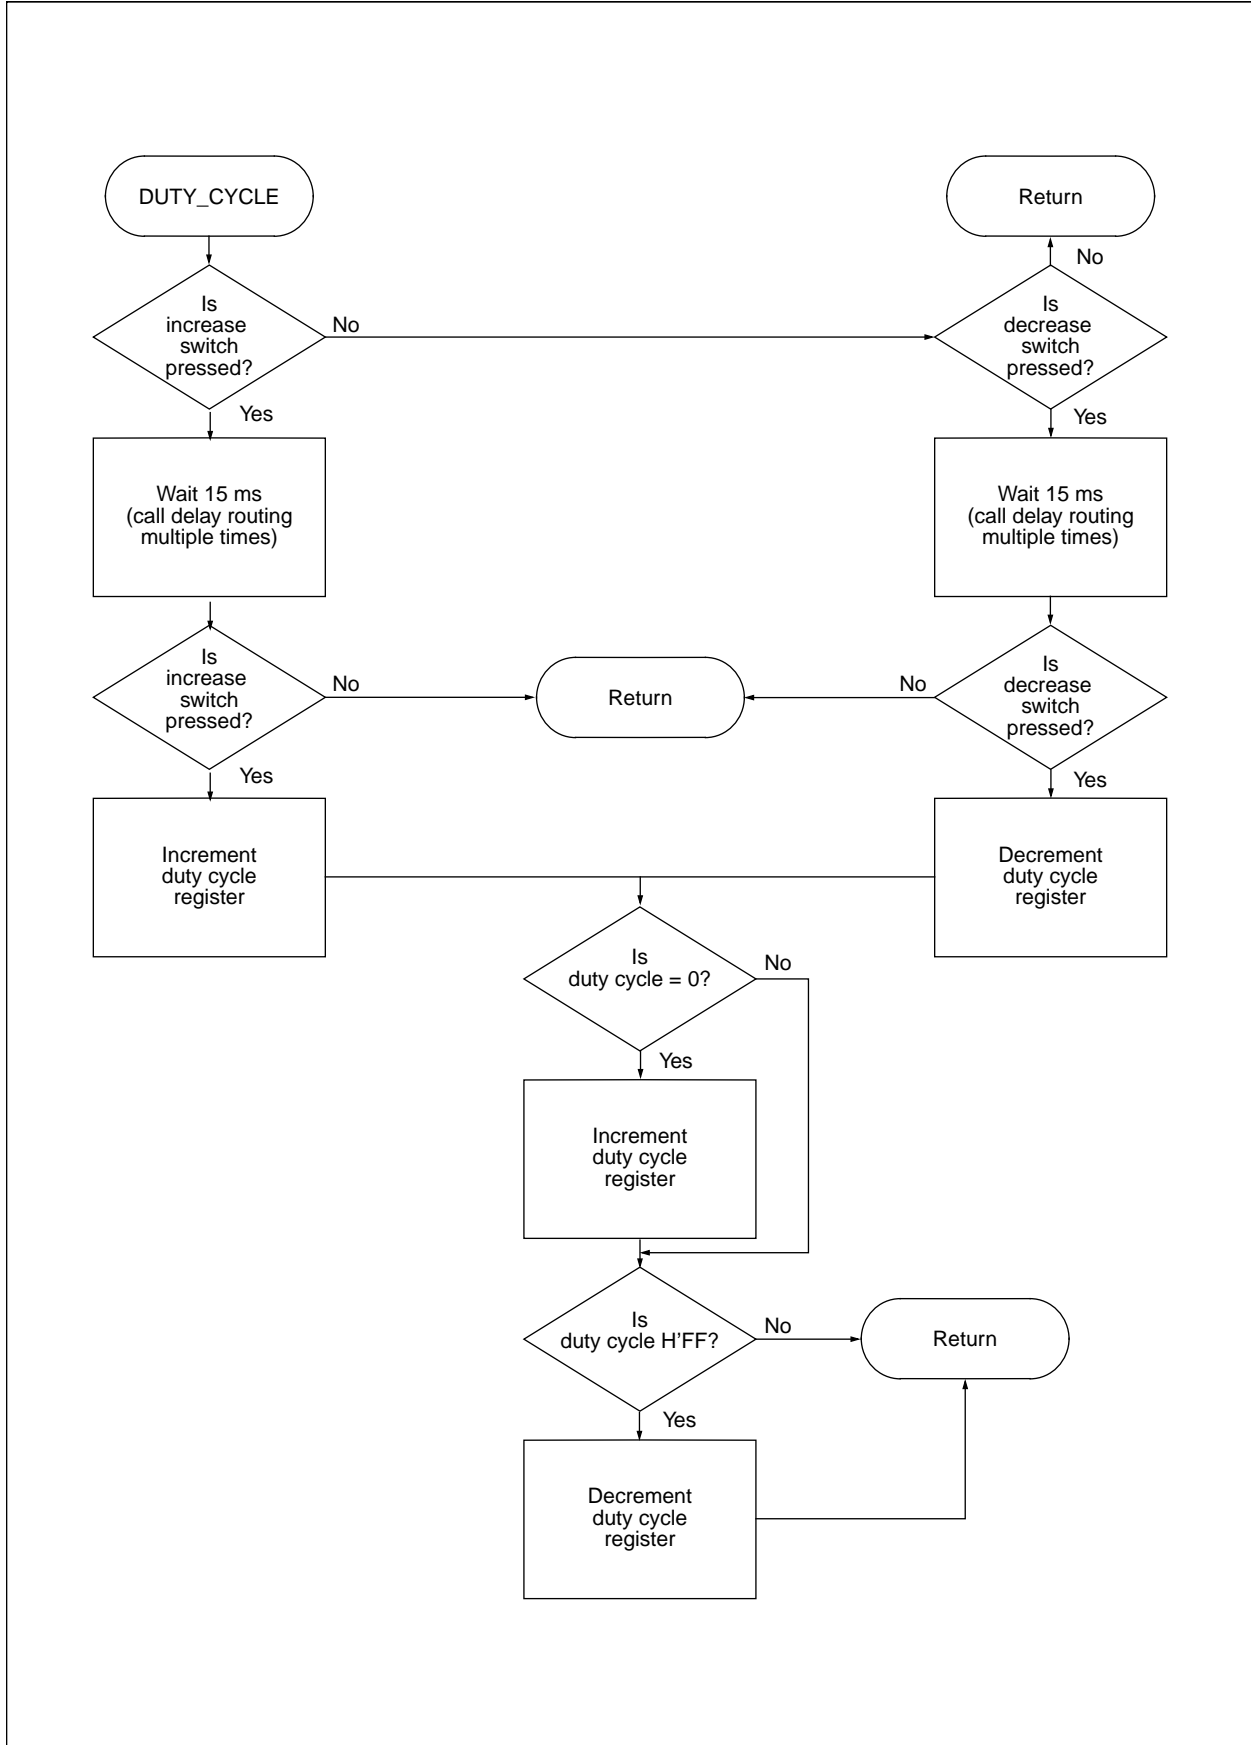 DUTY_CYCLE
Return
No
Is
increase
switch
pressed?
No
Is
decrease
switch
pressed?
Yes
Yes
Wait 15 ms
(call delay routing
multiple times)
Wait 15 ms
(call delay routing
multiple times)
Is
increase
switch
pressed?
No
Return
No
Is
decrease
switch
pressed?
Yes
Yes
Increment
duty cycle
register
Decrement
duty cycle
register
Is
duty cycle = 0?
No
Yes
Increment
duty cycle
register
Is
duty cycle H'FF?
No
Return
Yes
Decrement
duty cycle
register